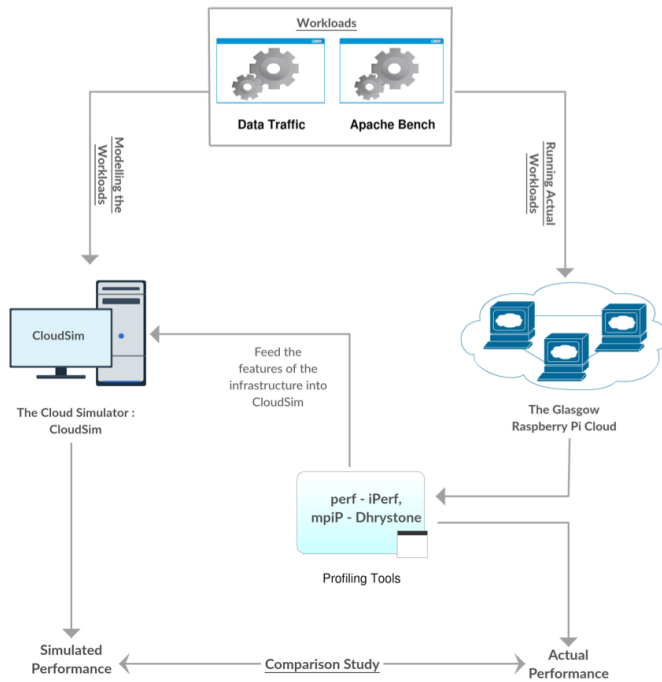 Workloads
Data Traffic
Apache Bench
Modelling the
Workloads
Running Actual
Workloads
CloudSim
Feed the
features of the
infrastructure into
CloudSim
The Cloud Simulator :
CloudSim
The Glasgow
Raspberry Pi Cloud
perf - iPerf,
mpiP - Dhrystone
Profiling Tools
Simulated
Performance
Comparison Study
Actual
Performance